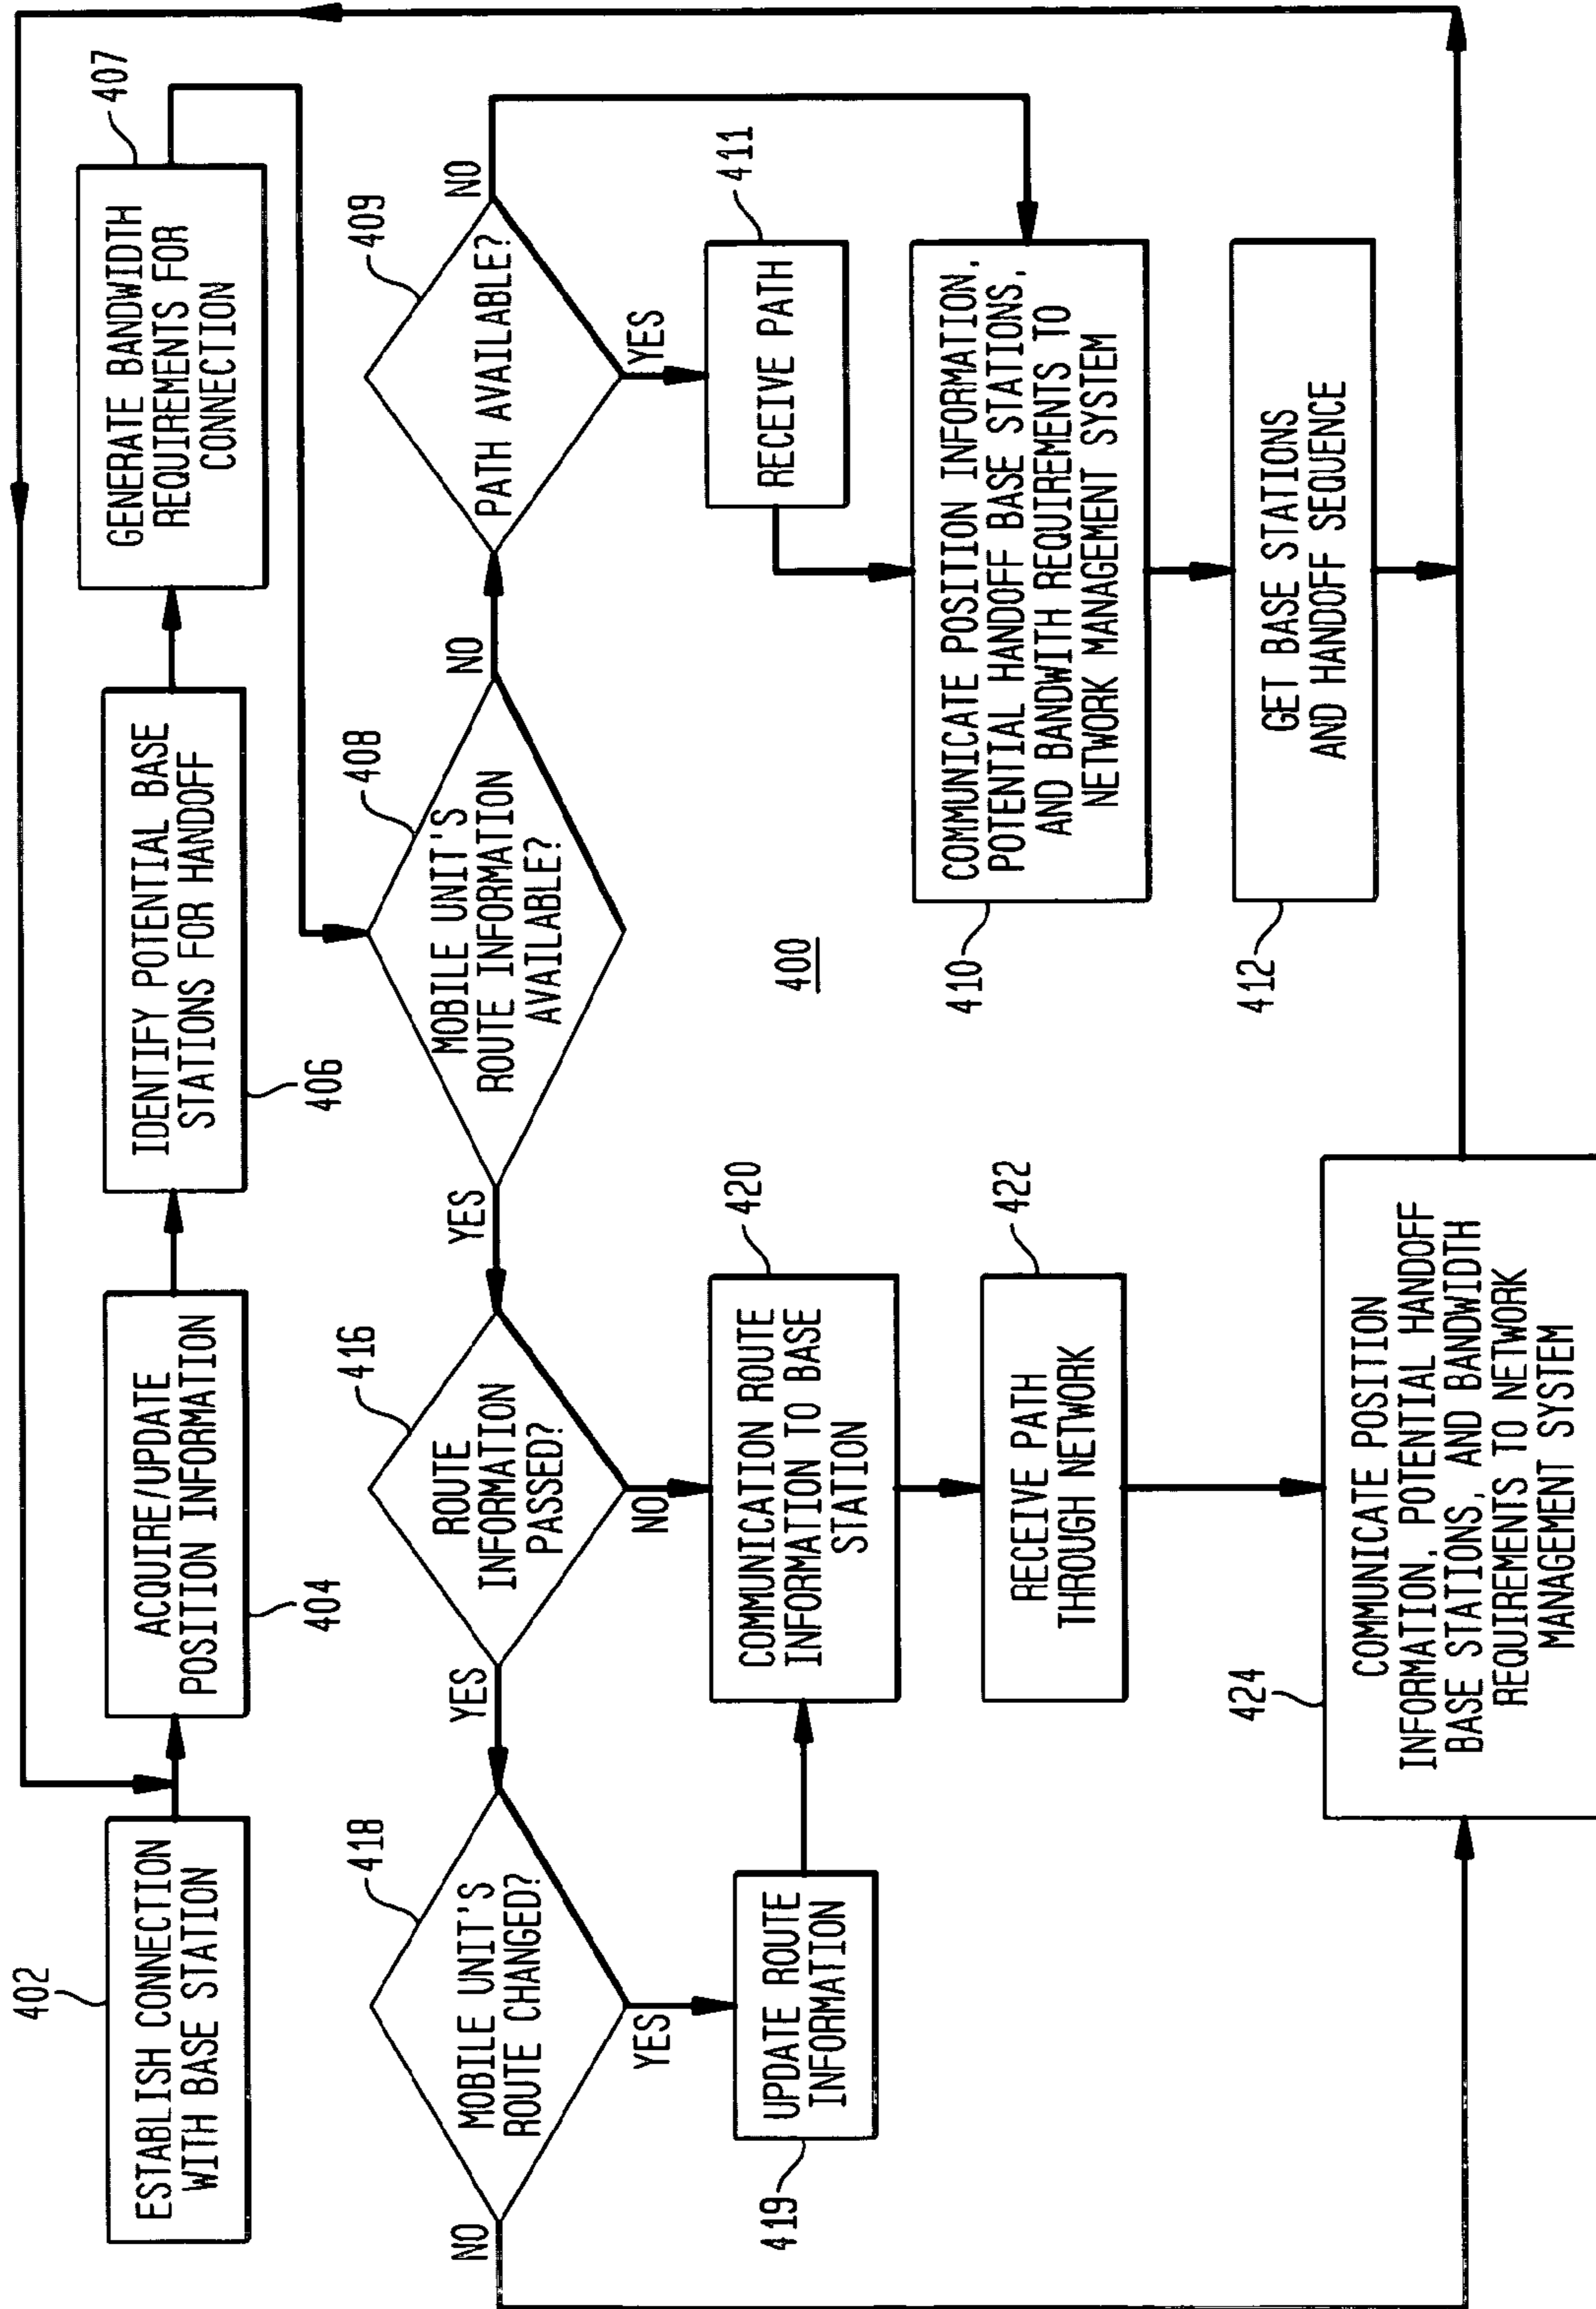 402
ESTABLISH CONNECTION
WITH BASE STATION
ACQUIRE/UPDATE
POSITION INFORMATION
404
IDENTIFY POTENTIAL BASE
STATIONS FOR HANDOFF
406
GENERATE BANDWIDTH
REQUIREMENTS FOR
CONNECTION
407
408
MOBILE UNIT'S
ROUTE INFORMATION
AVAILABLE?
YES
NO
409
PATH AVAILABLE?
NO
YES
411
RECEIVE PATH
COMMUNICATE POSITION INFORMATION,
POTENTIAL HANDOFF BASE STATIONS,
AND BANDWITH REQUIREMENTS TO
NETWORK MANAGEMENT SYSTEM
410
GET BASE STATIONS
AND HANDOFF SEQUENCE
412
400
416
ROUTE
INFORMATION
PASSED?
YES
NO
418
MOBILE UNIT'S
ROUTE CHANGED?
NO
YES
UPDATE ROUTE
INFORMATION
419
420
COMMUNICATION ROUTE
INFORMATION TO BASE
STATION
422
RECEIVE PATH
THROUGH NETWORK
424
COMMUNICATE POSITION
INFORMATION, POTENTIAL HANDOFF
BASE STATIONS, AND BANDWIDTH
REQUIREMENTS TO NETWORK
MANAGEMENT SYSTEM